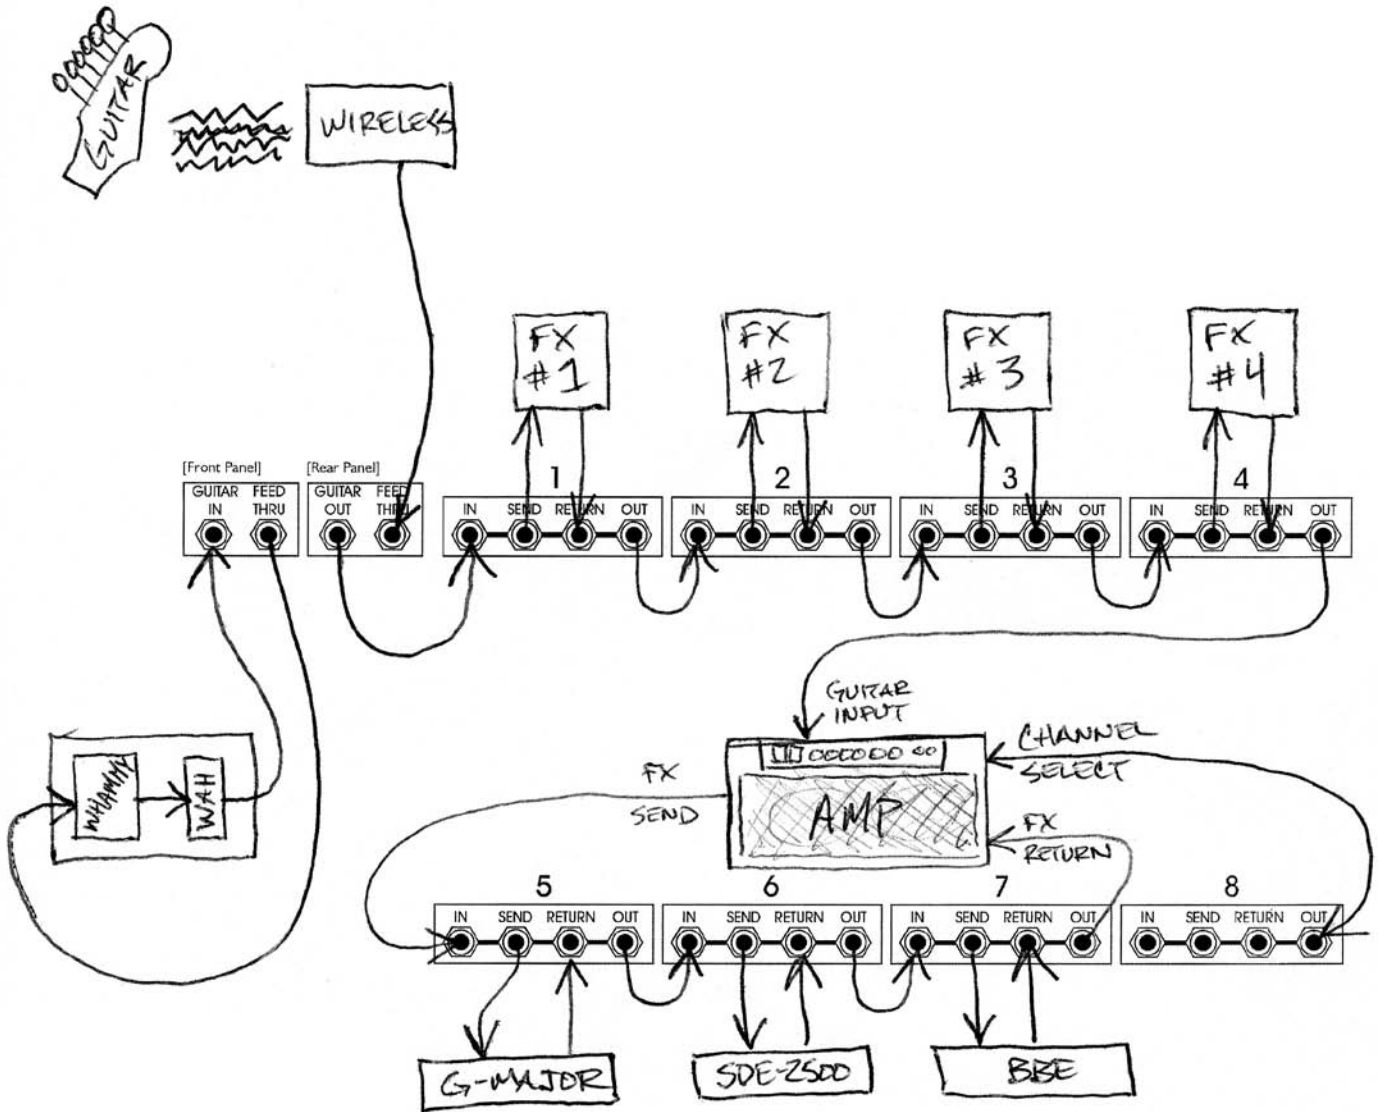 GUITAR
WIRELESS
FX
#1
FX
#2
FX
#3
FX
#4
[Front Panel]
[Rear Panel]
1
2
3
4
GUITAR FEED
IN THRU
GUITAR FEED
OUT THRU
IN SEND RETURN OUT
IN SEND RETURN OUT
IN SEND RETURN OUT
IN SEND RETURN OUT
GUITAR
INPUT
CHANNEL
SELECT
FX
SEND
AMP
FX
RETURN
WHAMMY
WAH
5
6
7
8
IN SEND RETURN OUT
IN SEND RETURN OUT
IN SEND RETURN OUT
IN SEND RETURN OUT
G-MAJOR
SDE-2500
BBE